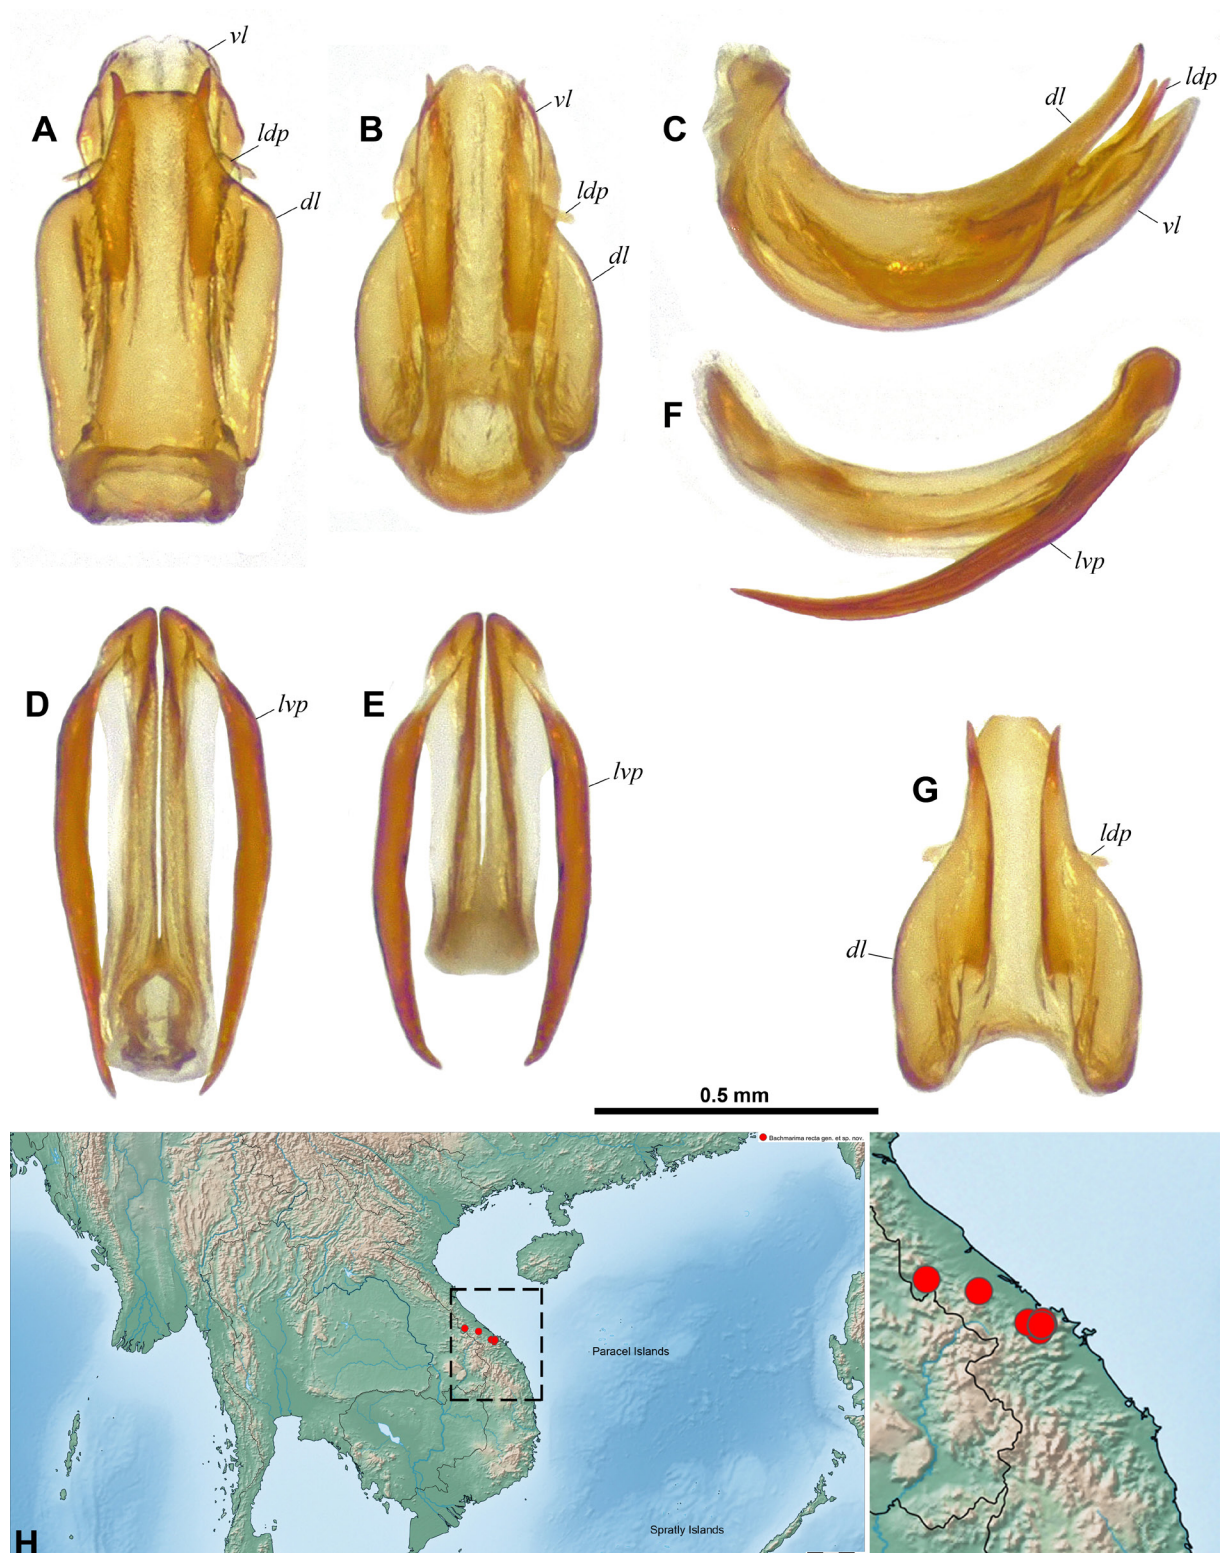 vl
A
ldp
dl
B
vl
ldp
dl
C
dl
ldp
vl
F
lvp
D
lvp
E
lvp
G
ldp
dl
0.5 mm
Bachmarima recta gen. et sp. nov.
Paracel Islands
Spratly Islands
H